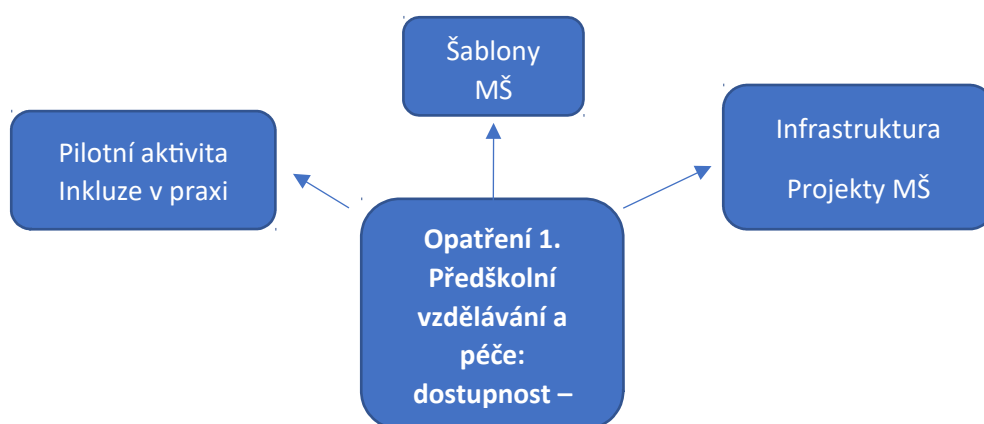 Šablony
MŠ
Pilotní aktivita
Inkluze v praxi
Infrastruktura
Projekty MŠ
Opatření 1.
Předškolní
vzdělávání a
péče:
dostupnost –